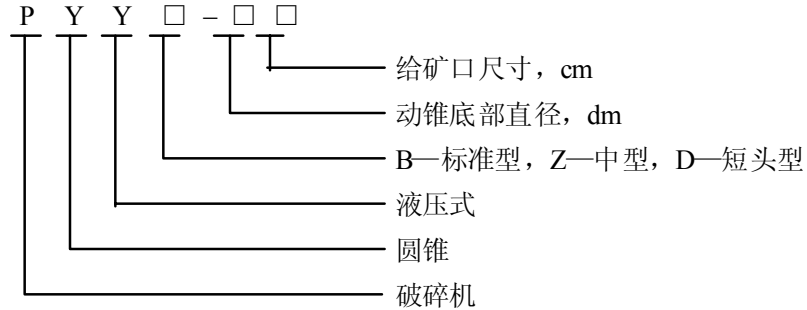 P Y Y □ – □ □
给矿口尺寸，cm
动锥底部直径，dm
B—标准型，Z—中型，D—短头型
液压式
圆锥
破碎机